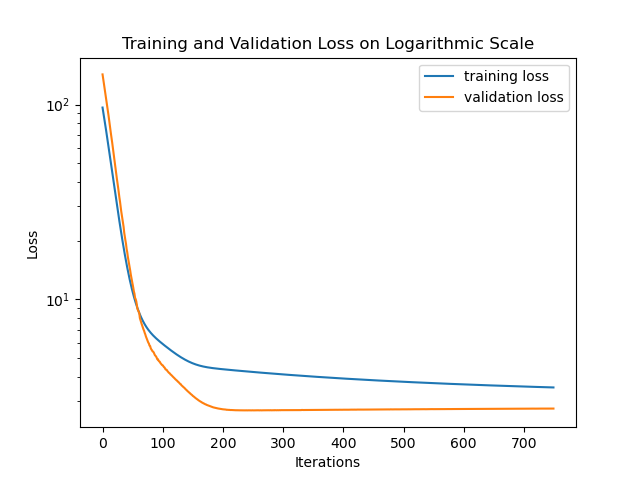 Training and Validation Loss on Logarithmic Scale
training loss
validation loss
10²
10¹
Loss
0 100 200 300 400 500 600 700
Iterations